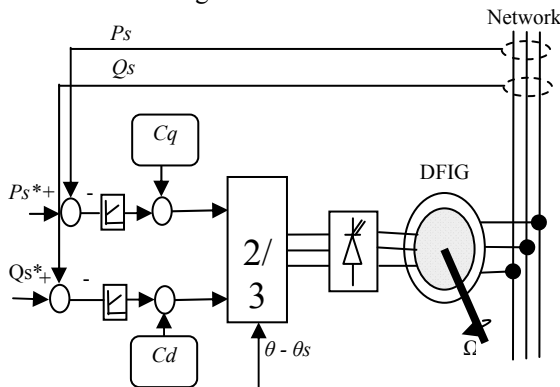 Network
Ps
Qs
Cq
DFIG
Ps*+
-
2/
3
Qs*+
-
Cd
θ - θs
Ω